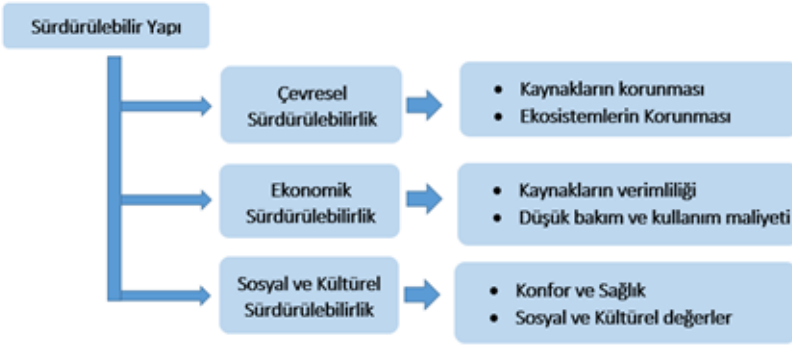 Sürdürülebilir Yapı
Çevresel
Sürdürülebilirlik
• Kaynakların korunması
• Ekosistemlerin Korunması
Ekonomik
Sürdürülebilirlik
• Kaynakların verimliliği
• Düşük bakım ve kullanım maliyeti
Sosyal ve Kültürel
Sürdürülebilirlik
• Konfor ve Sağlık
• Sosyal ve Kültürel değerler